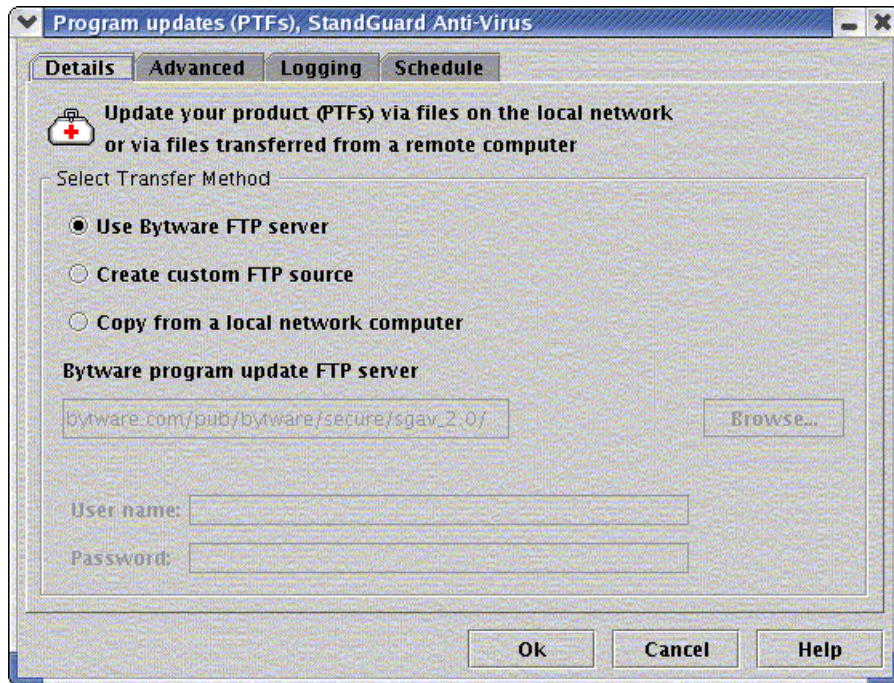 Program updates (PTFs), StandGuard Anti-Virus
Details Advanced Logging Schedule
Update your product (PTFs) via files on the local network
or via files transferred from a remote computer
Select Transfer Method
Use Bytware FTP server
Create custom FTP source
Copy from a local network computer
Bytware program update FTP server
bytware.com/pub/bytware/secure/sgav_2.0/ Browse...
User name:
Password:
Ok Cancel Help